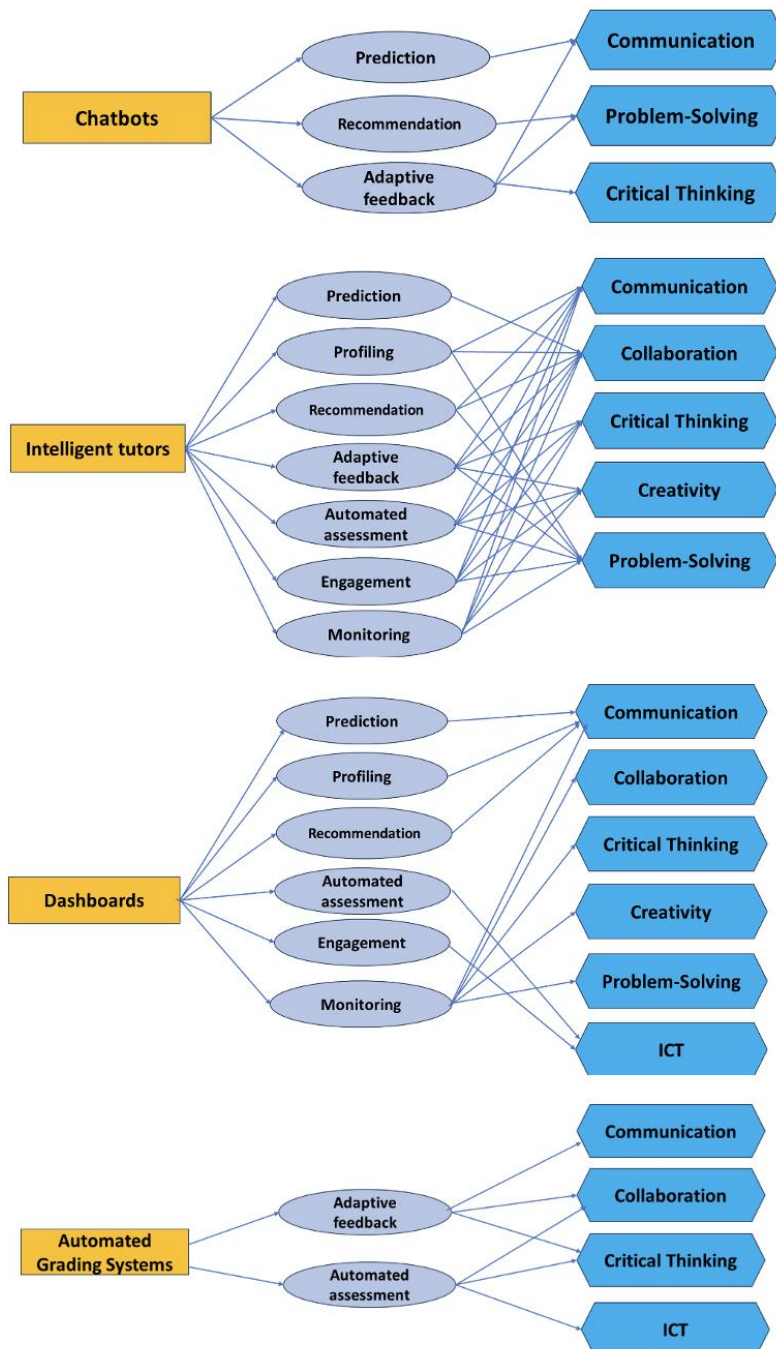 Chatbots
Prediction
Recommendation
Adaptive
feedback
Communication
Problem-Solving
Critical Thinking
Intelligent tutors
Prediction
Profiling
Recommendation
Adaptive
feedback
Automated
assessment
Engagement
Monitoring
Communication
Collaboration
Critical Thinking
Creativity
Problem-Solving
Dashboards
Prediction
Profiling
Recommendation
Automated
assessment
Engagement
Monitoring
Communication
Collaboration
Critical Thinking
Creativity
Problem-Solving
ICT
Automated
Grading Systems
Adaptive
feedback
Automated
assessment
Communication
Collaboration
Critical Thinking
ICT